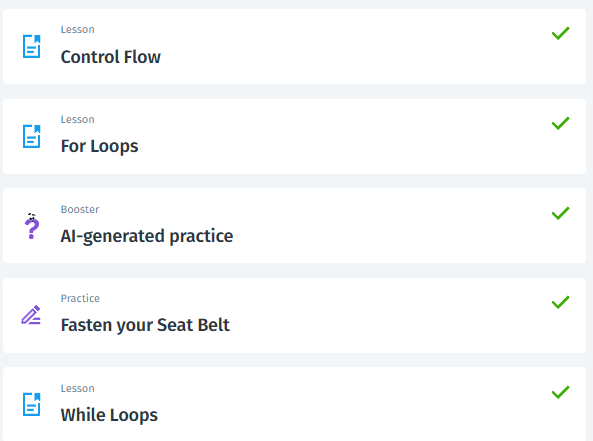 Lesson
Control Flow
Lesson
For Loops
Booster
AI-generated practice
Practice
Fasten your Seat Belt
Lesson
While Loops